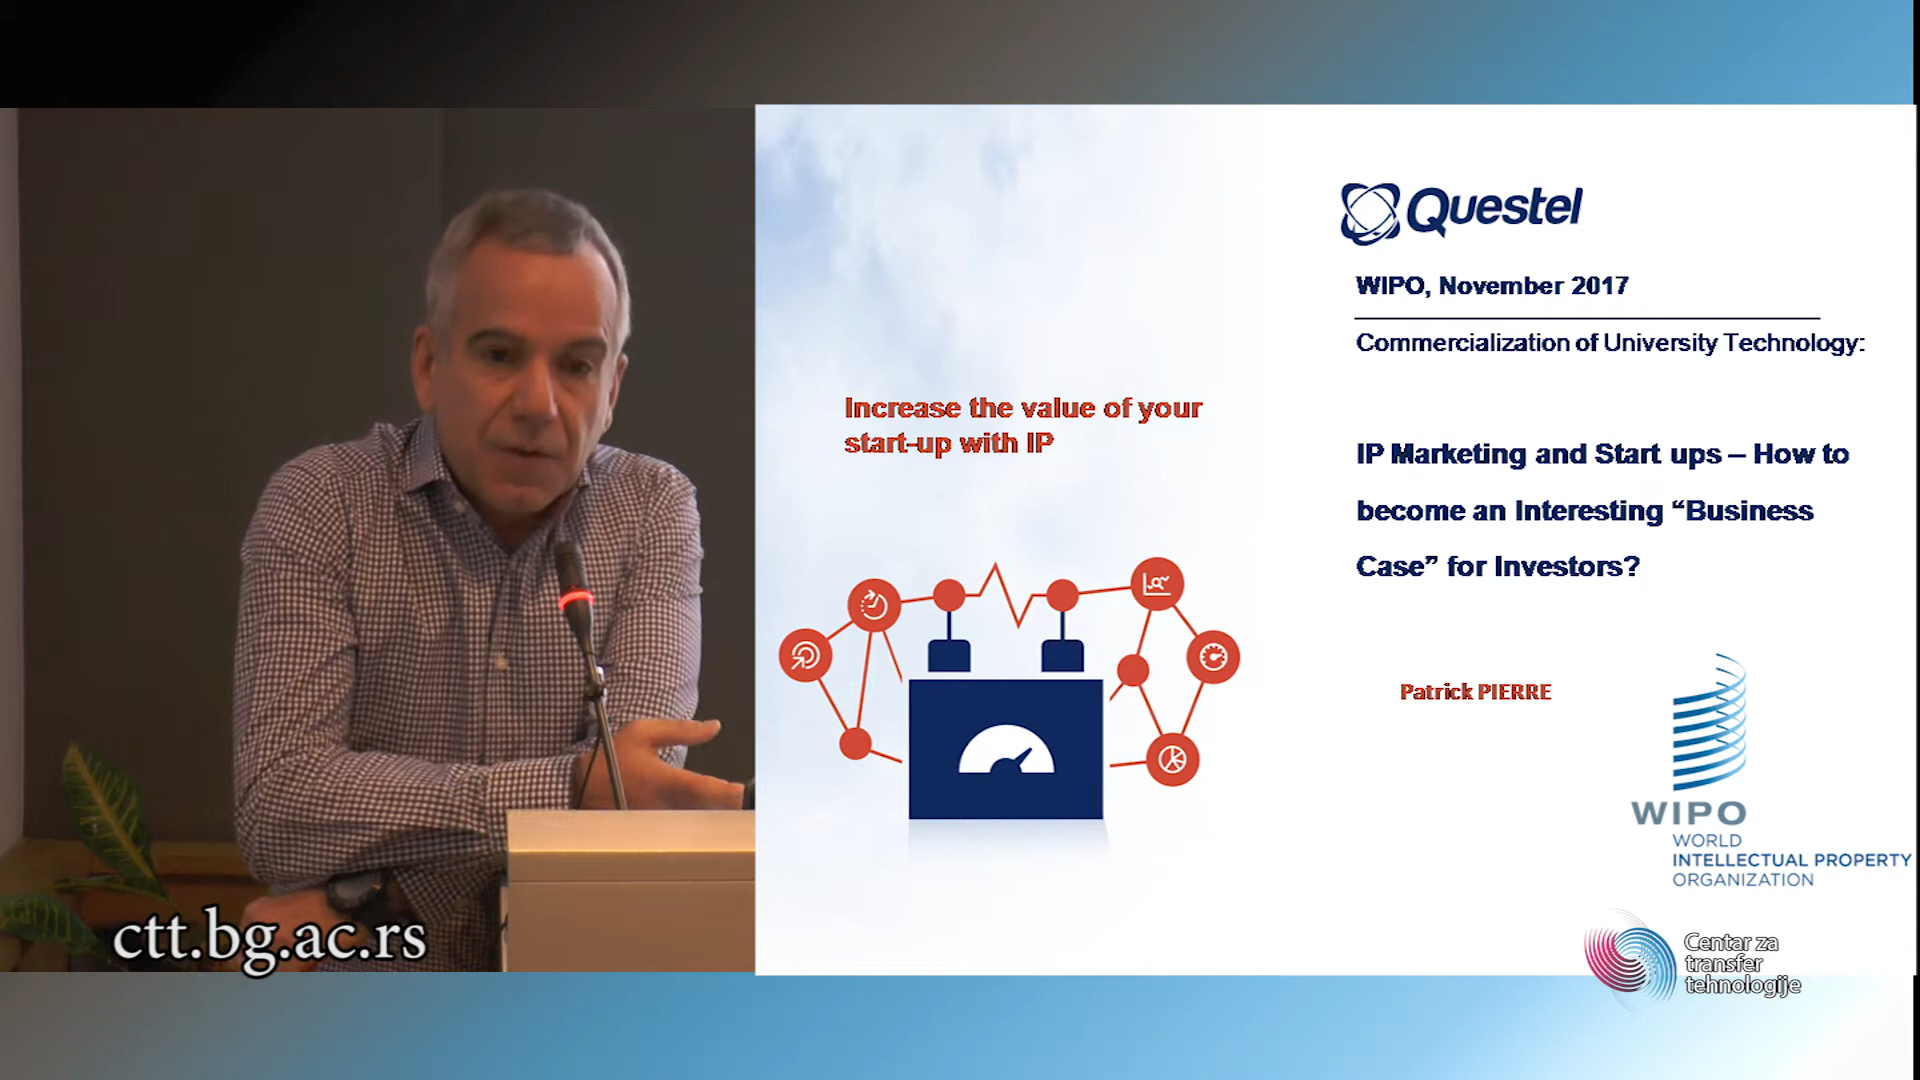 Questel
WIPO, November 2017
Commercialization of University Technology:
Increase the value of your
start-up with IP
IP Marketing and Start ups – How to
become an Interesting “Business
Case” for Investors?
Patrick PIERRE
WIPO
WORLD
INTELLECTUAL PROPERTY
ORGANIZATION
ctt.bg.ac.rs
Centar za
transfer
tehnologije